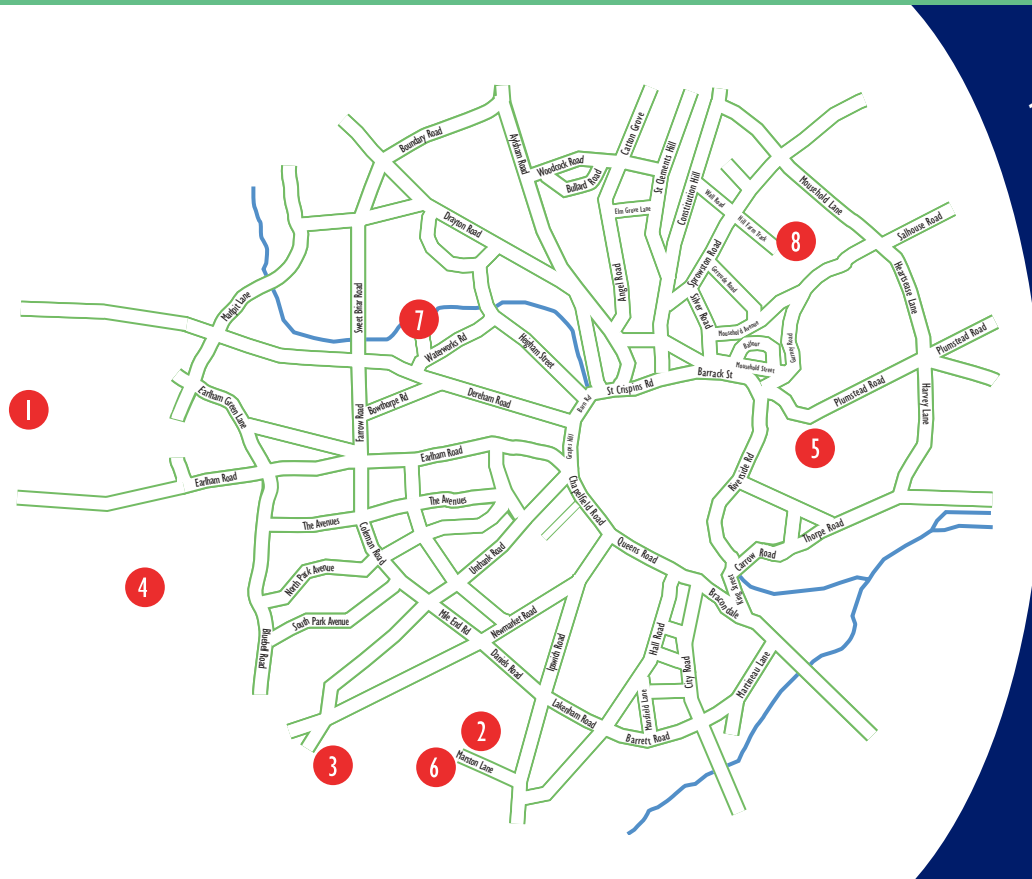 Boundary Road
Aylsham Road
Catton Grove
Woodcock Road
Bullard Road
St Clements Hill
Constitution Hill
Mousehold Lane
Wall Road
Elm Grove Lane
Hill Farm Track
Salhouse Road
Drayton Road
8
Sprowston Road
Angel Road
Gertrude Road
Heartsease Lane
Mudpit Lane
Sweet Briar Road
Silver Road
7
Mousehold Avenue
Plumstead Road
Waterworks Rd
Heigham Street
Gurney Road
Mousehold Street
Barrack St
St Crispins Rd
Plumstead Road
Earlham Green Lane
Bowthorpe Rd
Dereham Road
Barn Rd
Harvey Lane
1
Farrow Road
Grapes Hill
5
Earlham Road
Earlham Road
Riverside Rd
Chapelfield Road
The Avenues
The Avenues
Thorpe Road
Colman Road
Unthank Road
Queens Road
Carrow Road
North Park Avenue
King Street
4
Bracondale
South Park Avenue
Mile End Rd
Newmarket Road
Bluebell Road
Hall Road
Ipswich Road
Daniels Road
City Road
Martineau Lane
Lakenham Road
Mansfield Lane
2
Barrett Road
3
6
Marston Lane